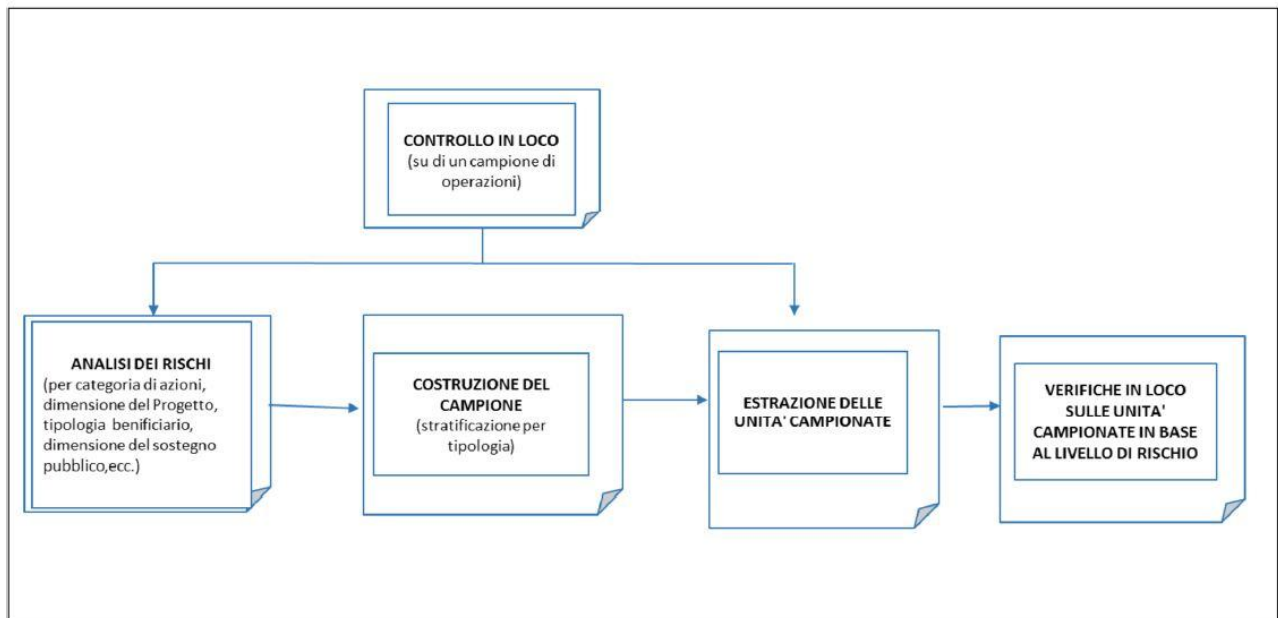 CONTROLLO IN LOCO
(su di un campione di
operazioni)
ANALISI DEI RISCHI
(per categoria di azioni,
dimensione del Progetto,
tipologia benificiario,
dimensione del sostegno
pubblico,ecc.)
COSTRUZIONE DEL
CAMPIONE
(stratificazione per
tipologia)
ESTRAZIONE DELLE
UNITA' CAMPIONATE
VERIFICHE IN LOCO
SULLE UNITA'
CAMPIONATE IN BASE
AL LIVELLO DI RISCHIO